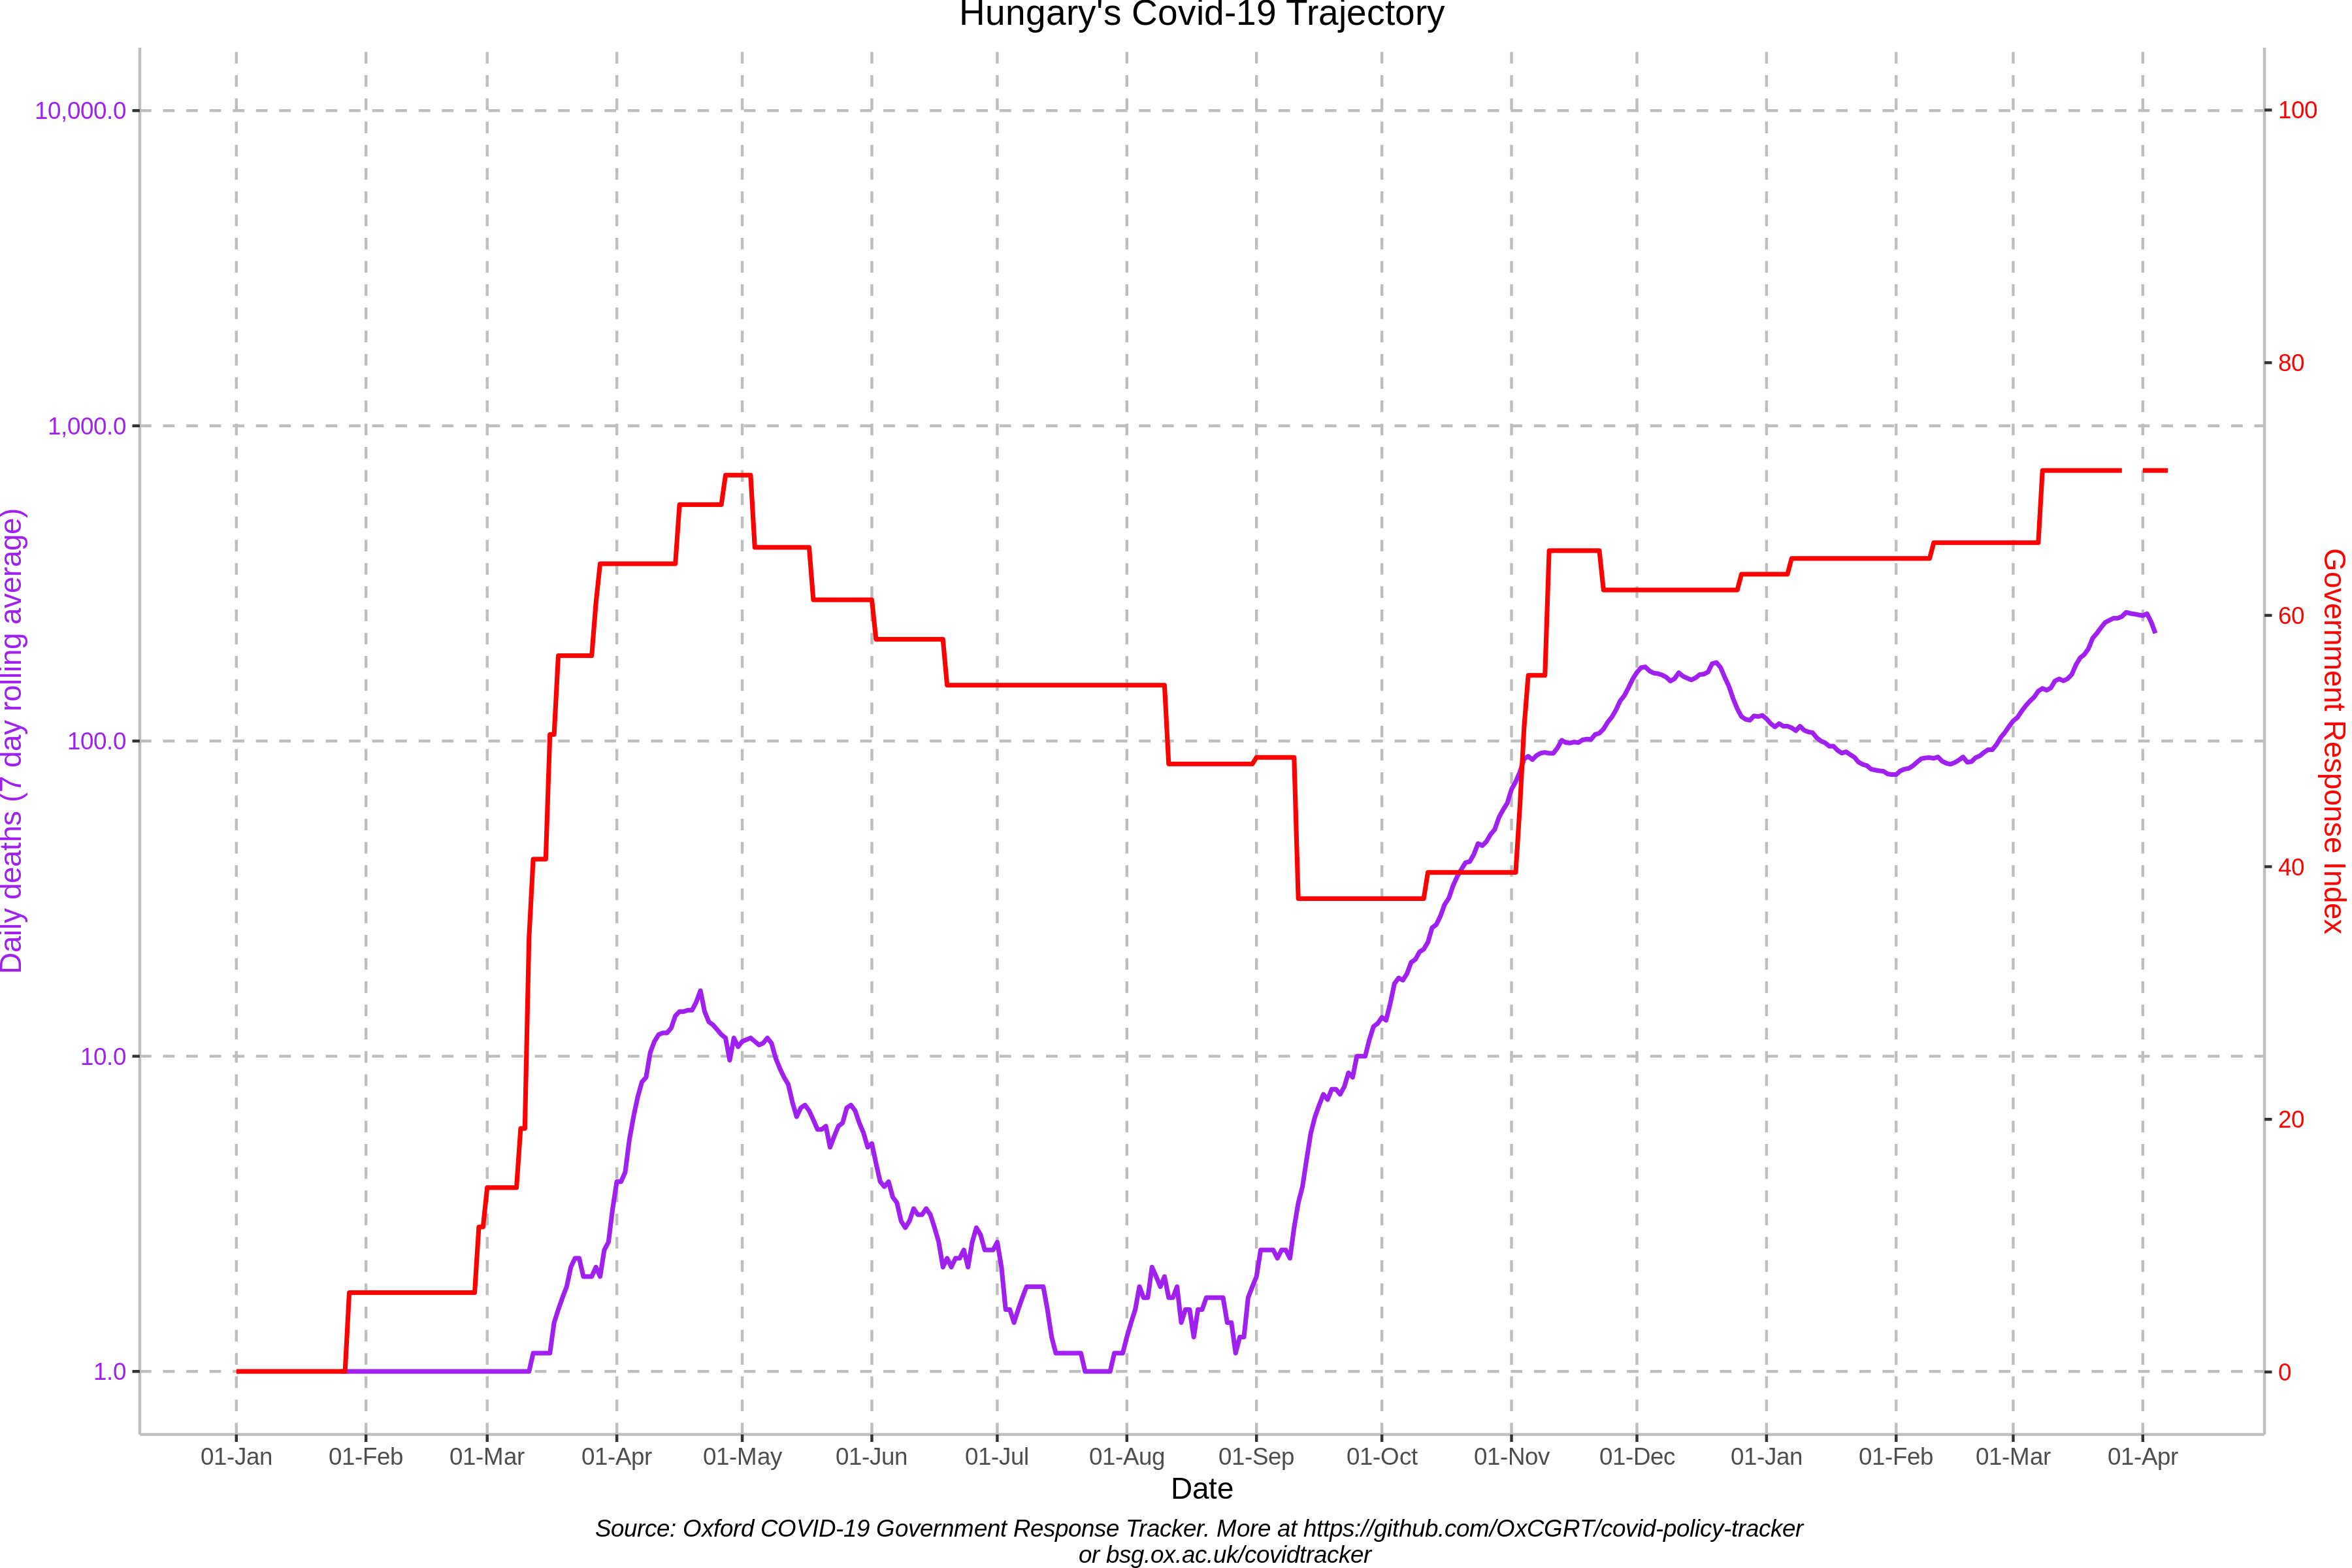 Hungary's Covid-19 Trajectory
10,000.0
1,000.0
100.0
10.0
1.0
Daily deaths (7 day rolling average)
100
80
60
40
20
0
Government Response Index
01-Jan 01-Feb 01-Mar 01-Apr 01-May 01-Jun 01-Jul 01-Aug 01-Sep 01-Oct 01-Nov 01-Dec 01-Jan 01-Feb 01-Mar 01-Apr
Date
Source: Oxford COVID-19 Government Response Tracker. More at https://github.com/OxCGRT/covid-policy-tracker
or bsg.ox.ac.uk/covidtracker